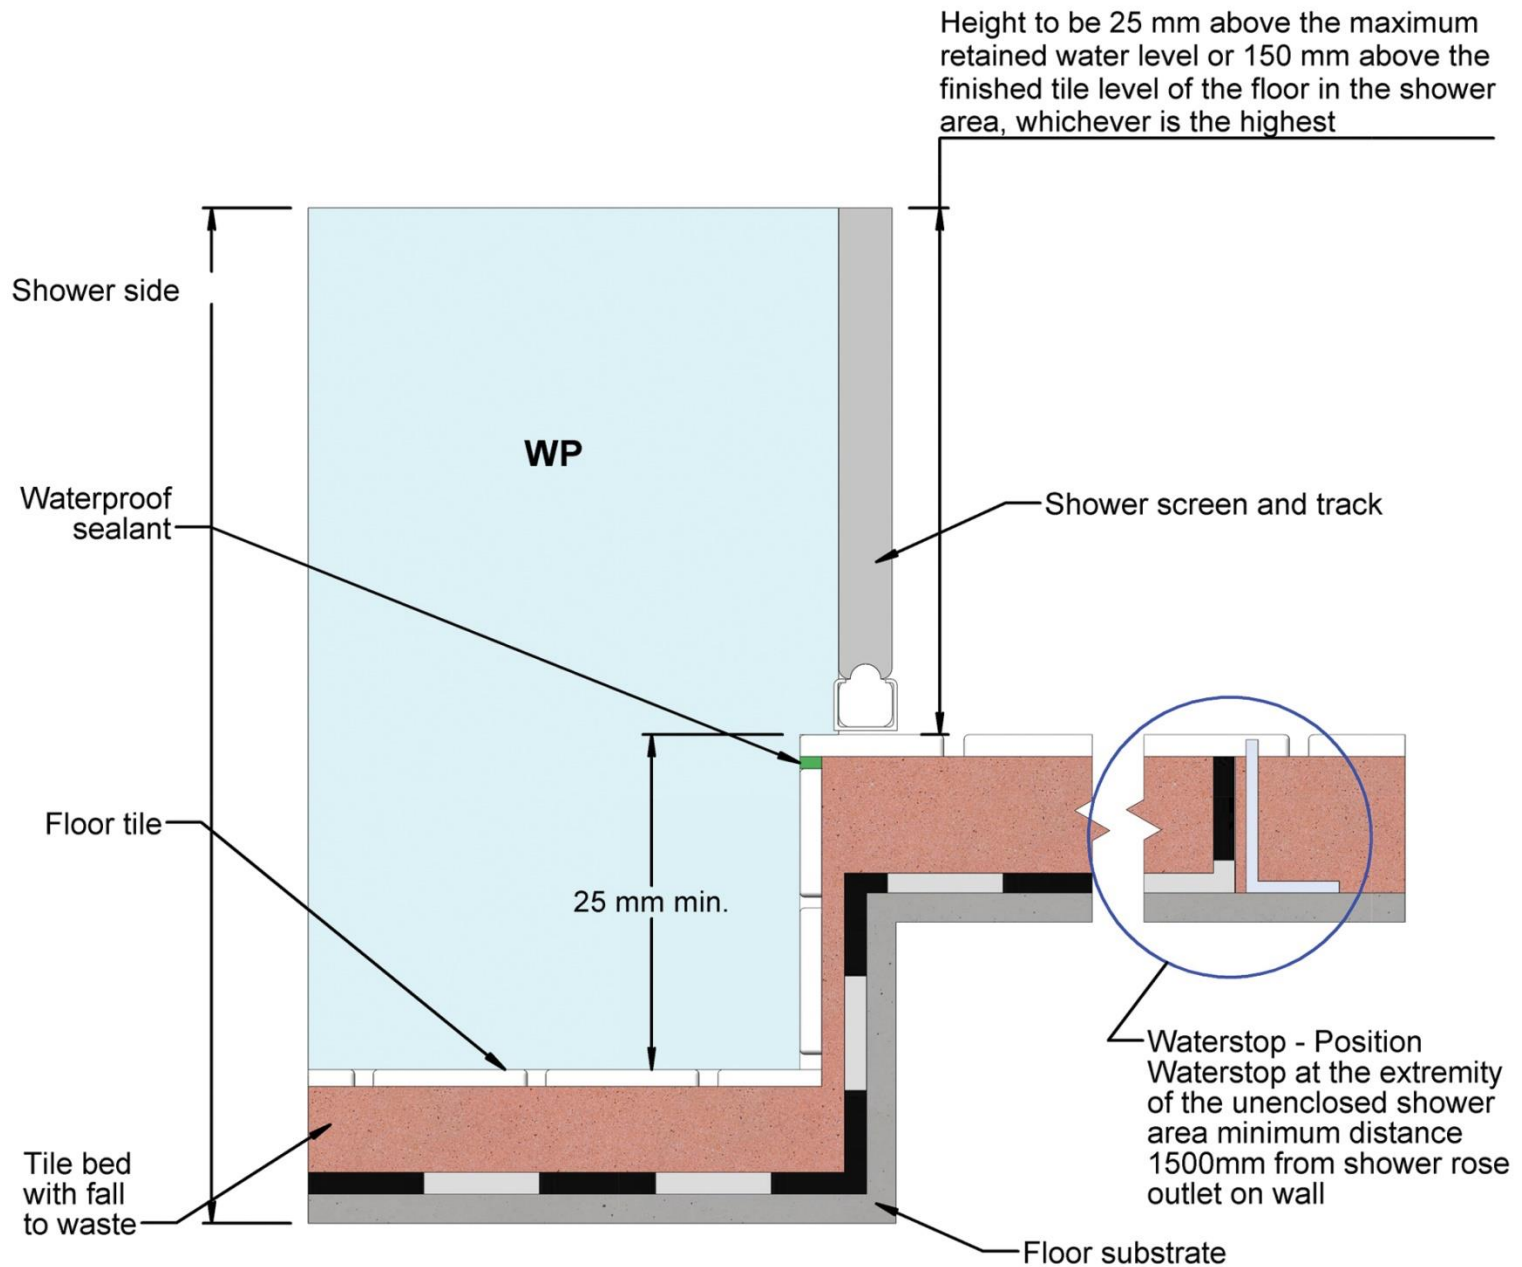 Height to be 25 mm above the maximum
retained water level or 150 mm above the
finished tile level of the floor in the shower
area, whichever is the highest
Shower side
WP
Waterproof
sealant
Shower screen and track
Floor tile
25 mm min.
Waterstop - Position
Waterstop at the extremity
of the unenclosed shower
area minimum distance
1500mm from shower rose
outlet on wall
Tile bed
with fall
to waste
Floor substrate